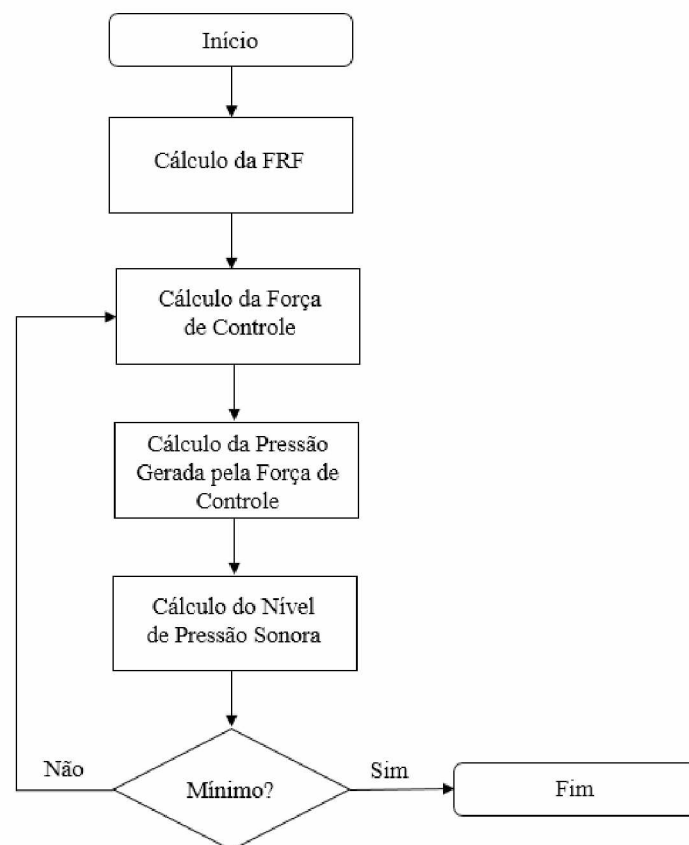 Início
Cálculo da FRF
Cálculo da Força
de Controle
Cálculo da Pressão
Gerada pela Força de
Controle
Cálculo do Nível
de Pressão Sonora
Não
Mínimo?
Sim
Fim